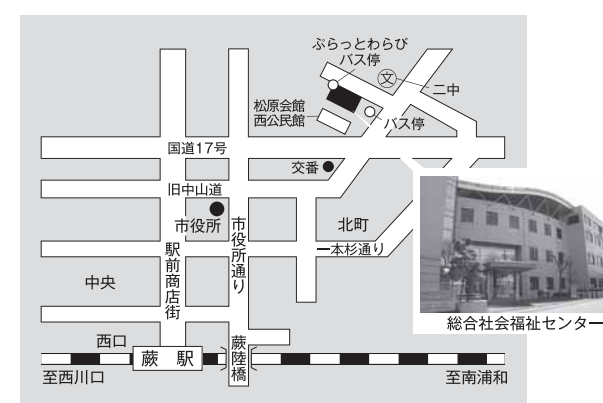 ぷらっとわらび
バス停
文
二中
松原会館
西公民館
バス停
国道17号
交番
旧中山道
市役所
市役所通り
北町
一本杉通り
駅前商店街
中央
総合社会福祉センター
西口
蕨 駅
蕨陸橋
至西川口
至南浦和